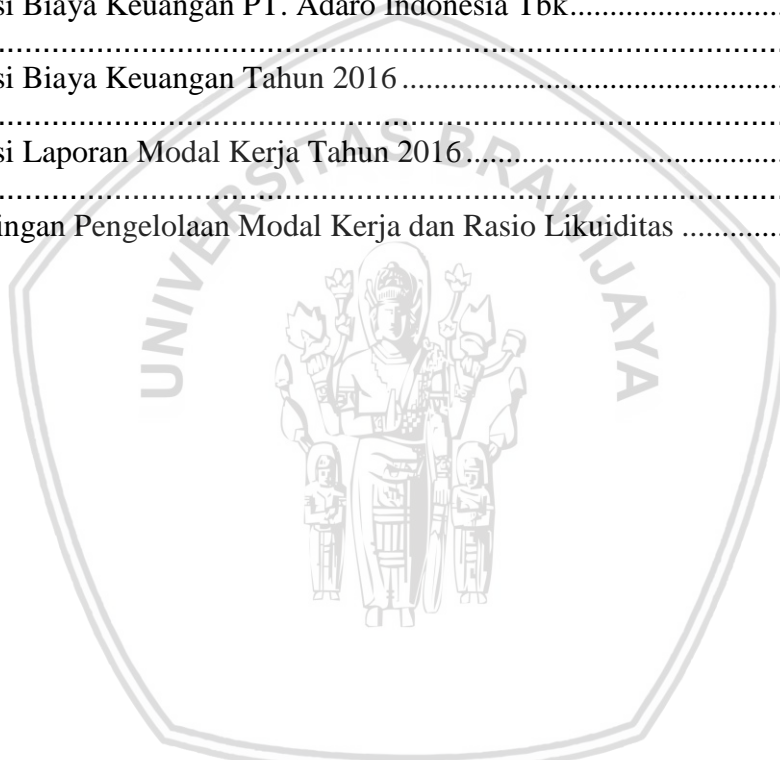 si Biaya Keuangan PT. Adaro Indonesia Tbk.......................
................................................................................
si Biaya Keuangan Tahun 2016..................................................
................................................................................
si Laporan Modal Kerja Tahun 2016..........................................
................................................................................
ingan Pengelolaan Modal Kerja dan Rasio Likuiditas .............
UNIVERSITAS BRAWIJAYA